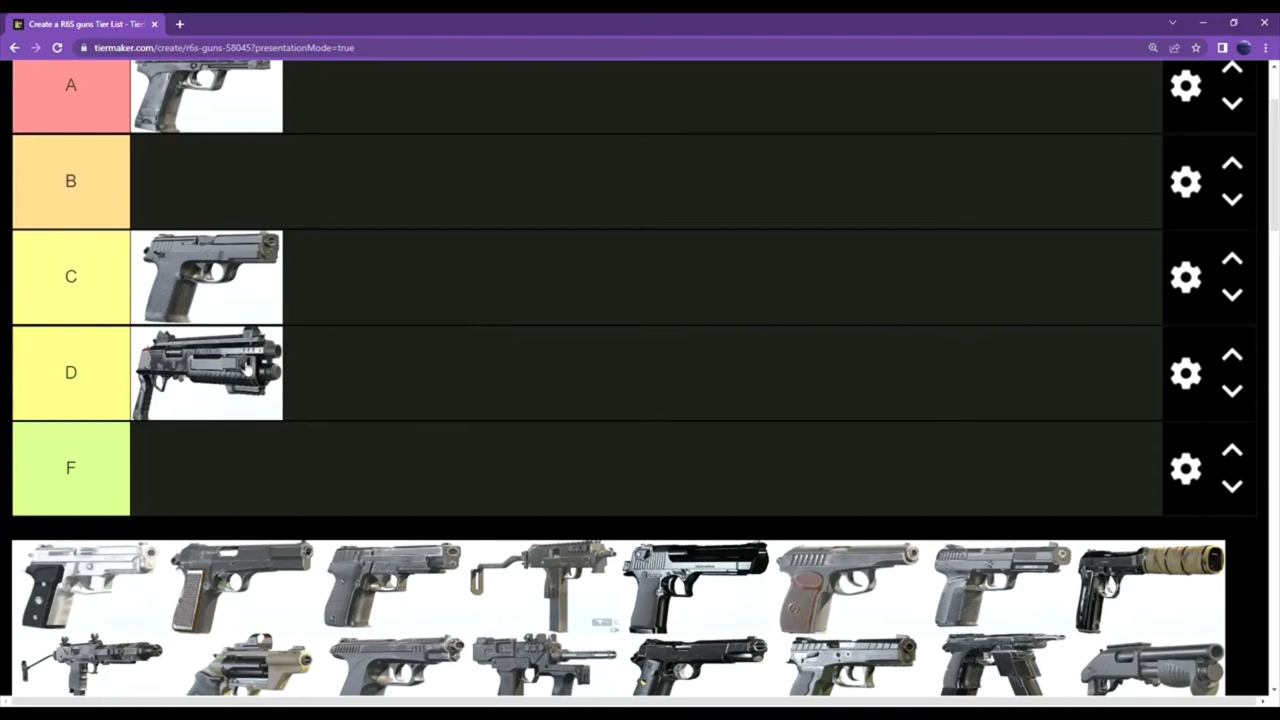 Create a R6S guns Tier List - Tier
tiermaker.com/create/r6s-guns-58045?presentationMode=true
A
B
C
D
F